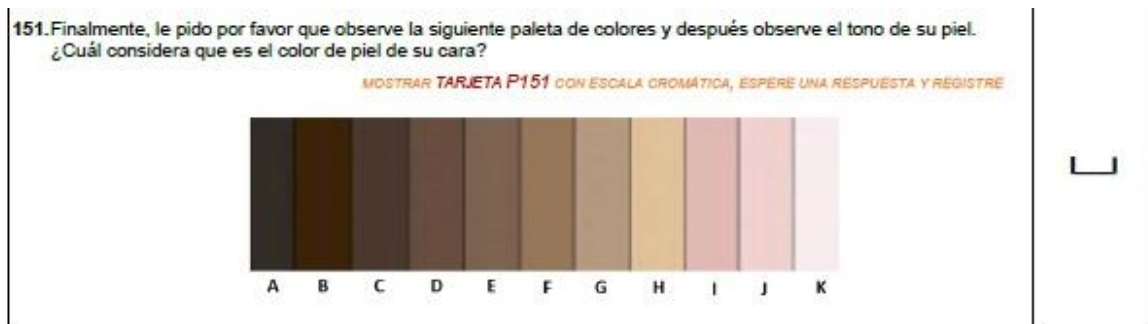 151.Finalmente, le pido por favor que observe la siguiente paleta de colores y después observe el tono de su piel.
¿Cuál considera que es el color de piel de su cara?
MOSTRAR TARJETA P151 CON ESCALA CROMÁTICA, ESPERE UNA RESPUESTA Y REGISTRE
A B C D E F G H I J K